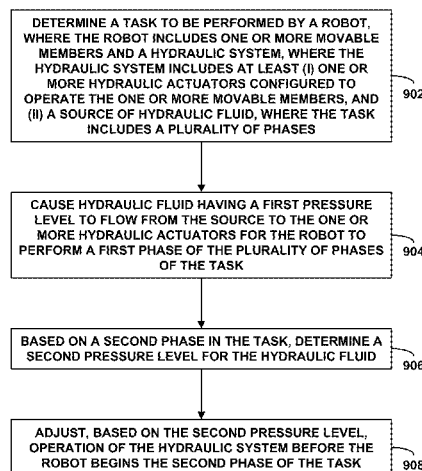 DETERMINE A TASK TO BE PERFORMED BY A ROBOT,
WHERE THE ROBOT INCLUDES ONE OR MORE MOVABLE
MEMBERS AND A HYDRAULIC SYSTEM, WHERE THE
HYDRAULIC SYSTEM INCLUDES AT LEAST (I) ONE OR
MORE HYDRAULIC ACTUATORS CONFIGURED TO
OPERATE THE ONE OR MORE MOVABLE MEMBERS, AND
(II) A SOURCE OF HYDRAULIC FLUID, WHERE THE TASK
INCLUDES A PLURALITY OF PHASES
902
CAUSE HYDRAULIC FLUID HAVING A FIRST PRESSURE
LEVEL TO FLOW FROM THE SOURCE TO THE ONE OR
MORE HYDRAULIC ACTUATORS FOR THE ROBOT TO
PERFORM A FIRST PHASE OF THE PLURALITY OF PHASES
OF THE TASK
904
BASED ON A SECOND PHASE IN THE TASK, DETERMINE A
SECOND PRESSURE LEVEL FOR THE HYDRAULIC FLUID
906
ADJUST, BASED ON THE SECOND PRESSURE LEVEL,
OPERATION OF THE HYDRAULIC SYSTEM BEFORE THE
ROBOT BEGINS THE SECOND PHASE OF THE TASK
908